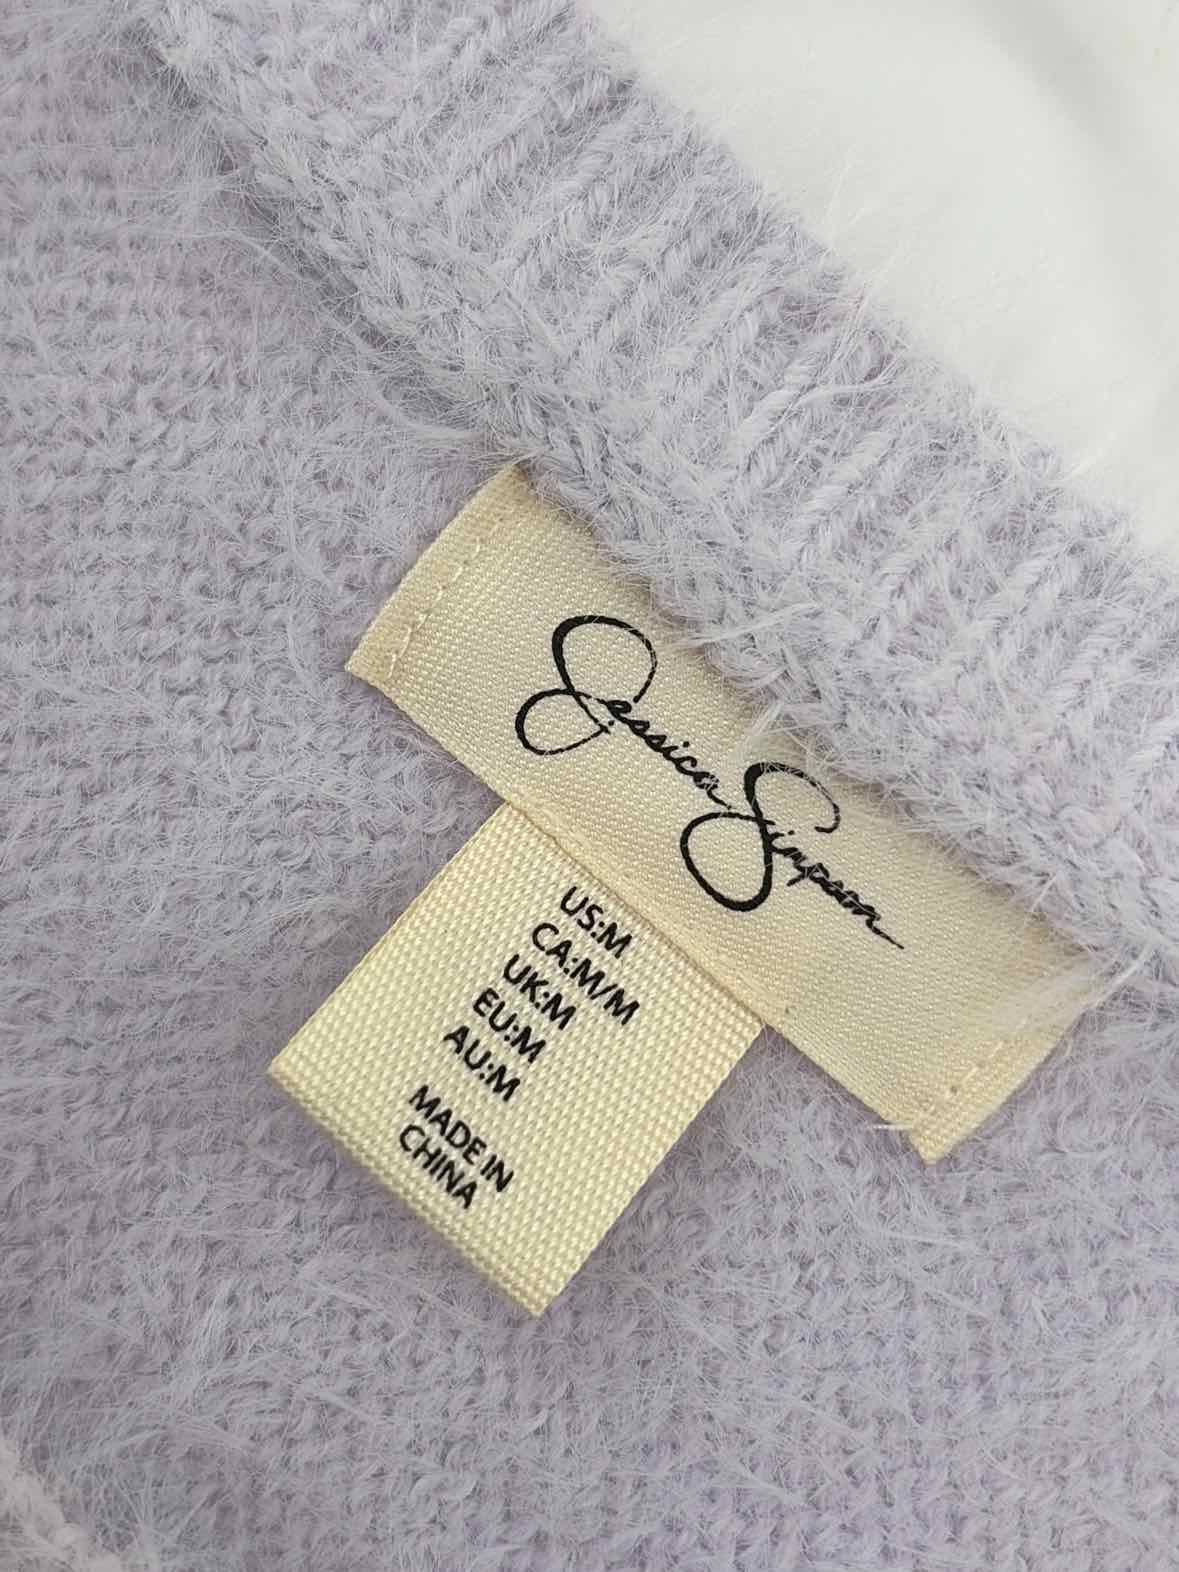 Jessica Simpson
US:M
CA:M/M
UK:M
EU:M
AU:M
MADE IN
CHINA